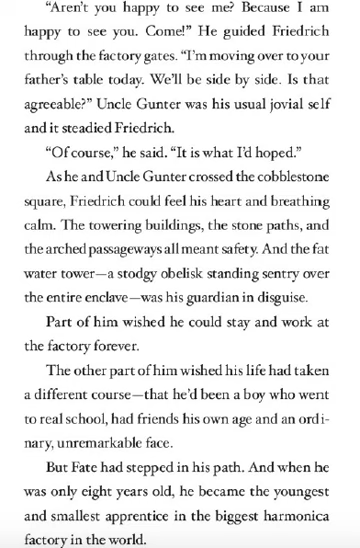 “Aren’t you happy to see me? Because I am
happy to see you. Come!” He guided Friedrich
through the factory gates. “I’m moving over to your
father’s table today. We’ll be side by side. Is that
agreeable?” Uncle Gunter was his usual jovial self
and it steadied Friedrich.
“Of course,” he said. “It is what I’d hoped.”
As he and Uncle Gunter crossed the cobblestone
square, Friedrich could feel his heart and breathing
calm. The towering buildings, the stone paths, and
the arched passageways all meant safety. And the fat
water tower—a stodgy obelisk standing sentry over
the entire enclave—was his guardian in disguise.
Part of him wished he could stay and work at
the factory forever.
The other part of him wished his life had taken
a different course—that he’d been a boy who went
to real school, had friends his own age and an ordi-
nary, unremarkable face.
But Fate had stepped in his path. And when he
was only eight years old, he became the youngest
and smallest apprentice in the biggest harmonica
factory in the world.